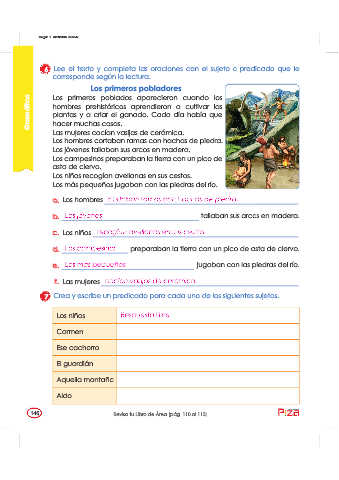 6 Lee el texto y completa las oraciones con el sujeto o predicado que le
corresponde según la lectura.
Los primeros pobladores
Los primeros poblados aparecieron cuando los
hombres prehistóricos aprendieron a cultivar las
plantas y a criar el ganado. Cada día había que
hacer muchas cosas.
Las mujeres cocían vasijas de cerámica.
Los hombres cortaban ramas con hachas de piedra.
Los jóvenes tallaban sus arcos en madera.
Los campesinos preparaban la tierra con un pico de
asta de ciervo.
Los niños recogían avellanas en sus cestas.
Los más pequeños jugaban con las piedras del río.
a. Los hombres cortaban ramas con hachas de piedra
b. Los jóvenes tallaban sus arcos en madera.
c. Los niños recogían avellanas en sus cestas
d. Los campesinos preparaban la tierra con un pico de asta de ciervo.
e. Los más pequeños jugaban con las piedras del río.
f. Las mujeres cocían vasijas de cerámica
7 Crea y escribe un predicado para cada uno de los siguientes sujetos.
Los niños
Carmen
Ese cachorro
El guardián
Aquella montaña
Aldo
146
Revisa tu Libro de Área (pág. 110 al 113)